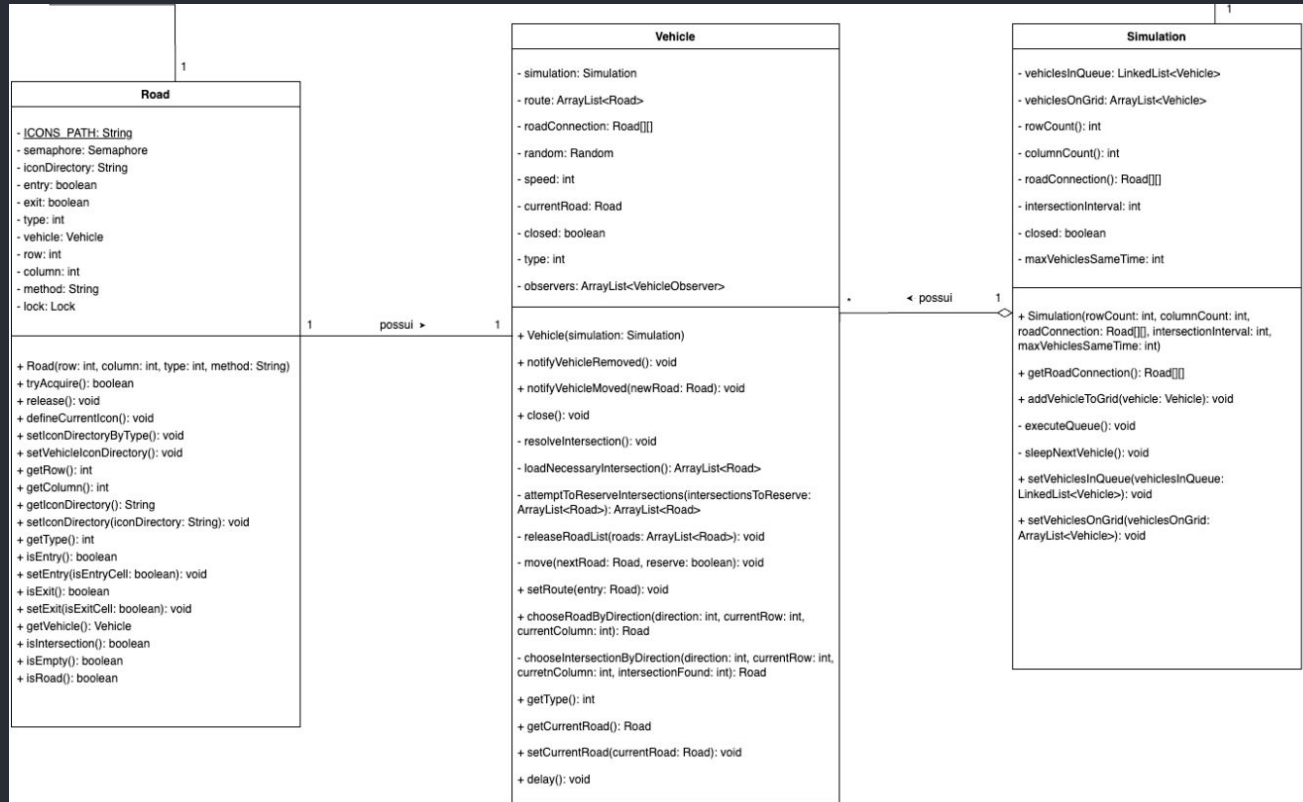 1
Road
- ICONS_PATH: String
- semaphore: Semaphore
- iconDirectory: String
- entry: boolean
- exit: boolean
- type: int
- vehicle: Vehicle
- row: int
- column: int
- method: String
- lock: Lock
+ Road(row: int, column: int, type: int, method: String)
+ tryAcquire(): boolean
+ release(): void
+ defineCurrentIcon(): void
+ setIconDirectoryByType(): void
+ setVehicleIconDirectory(): void
+ getRow(): int
+ getColumn(): int
+ getIconDirectory(): String
+ setIconDirectory(iconDirectory: String): void
+ getType(): int
+ isEntry(): boolean
+ setEntry(isEntryCell: boolean): void
+ isExit(): boolean
+ setExit(isExitCell: boolean): void
+ getVehicle(): Vehicle
+ isIntersection(): boolean
+ isEmpty(): boolean
+ isRoad(): boolean
1 possui > 1
Vehicle
- simulation: Simulation
- route: ArrayList<Road>
- roadConnection: Road[][]
- random: Random
- speed: int
- currentRoad: Road
- closed: boolean
- type: int
- observers: ArrayList<VehicleObserver>
+ Vehicle(simulation: Simulation)
+ notifyVehicleRemoved(): void
+ notifyVehicleMoved(newRoad: Road): void
+ close(): void
- resolveIntersection(): void
- loadNecessaryIntersection(): ArrayList<Road>
- attemptToReserveIntersections(intersectionsToReserve:
ArrayList<Road>): ArrayList<Road>
- releaseRoadList(roads: ArrayList<Road>): void
- move(nextRoad: Road, reserve: boolean): void
+ setRoute(entry: Road): void
+ chooseRoadByDirection(direction: int, currentRow: int,
currentColumn: int): Road
- chooseIntersectionByDirection(direction: int, currentRow: int,
curretnColumn: int, intersectionFound: int): Road
+ getType(): int
+ getCurrentRoad(): Road
+ setCurrentRoad(currentRoad: Road): void
+ delay(): void
* < possui 1
1
Simulation
- vehiclesInQueue: LinkedList<Vehicle>
- vehiclesOnGrid: ArrayList<Vehicle>
- rowCount(): int
- columnCount(): int
- roadConnection(): Road[][]
- intersectionInterval: int
- closed: boolean
- maxVehiclesSameTime: int
+ Simulation(rowCount: int, columnCount: int,
roadConnection: Road[][], intersectionInterval: int,
maxVehiclesSameTime: int)
+ getRoadConnection(): Road[][]
+ addVehicleToGrid(vehicle: Vehicle): void
- executeQueue(): void
- sleepNextVehicle(): void
+ setVehiclesInQueue(vehiclesInQueue:
LinkedList<Vehicle>): void
+ setVehiclesOnGrid(vehiclesOnGrid:
ArrayList<Vehicle>): void